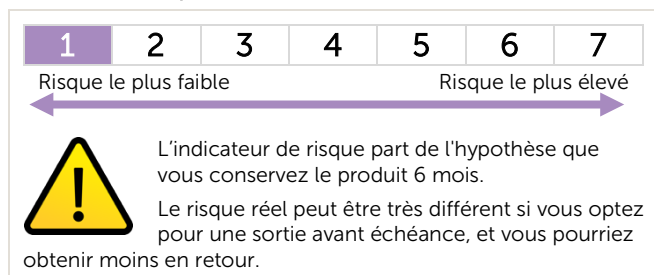 1 2 3 4 5 6 7
Risque le plus faible Risque le plus élevé
L’indicateur de risque part de l'hypothèse que
vous conservez le produit 6 mois.
Le risque réel peut être très différent si vous optez
pour une sortie avant échéance, et vous pourriez
obtenir moins en retour.